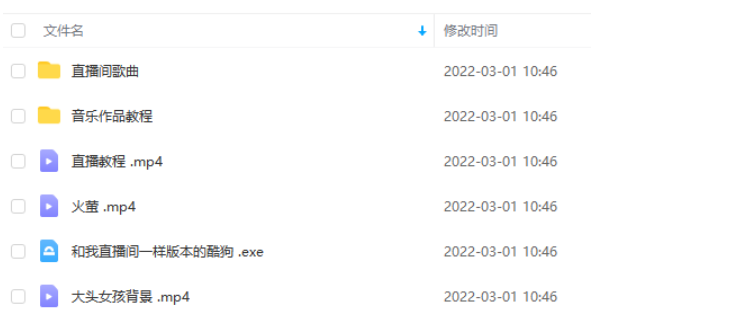 文件名 修改时间
直播间歌曲 2022-03-01 10:46
音乐作品教程 2022-03-01 10:46
直播教程 .mp4 2022-03-01 10:46
火萤 .mp4 2022-03-01 10:46
和我直播间一样版本的酷狗 .exe 2022-03-01 10:46
大头女孩背景 .mp4 2022-03-01 10:46